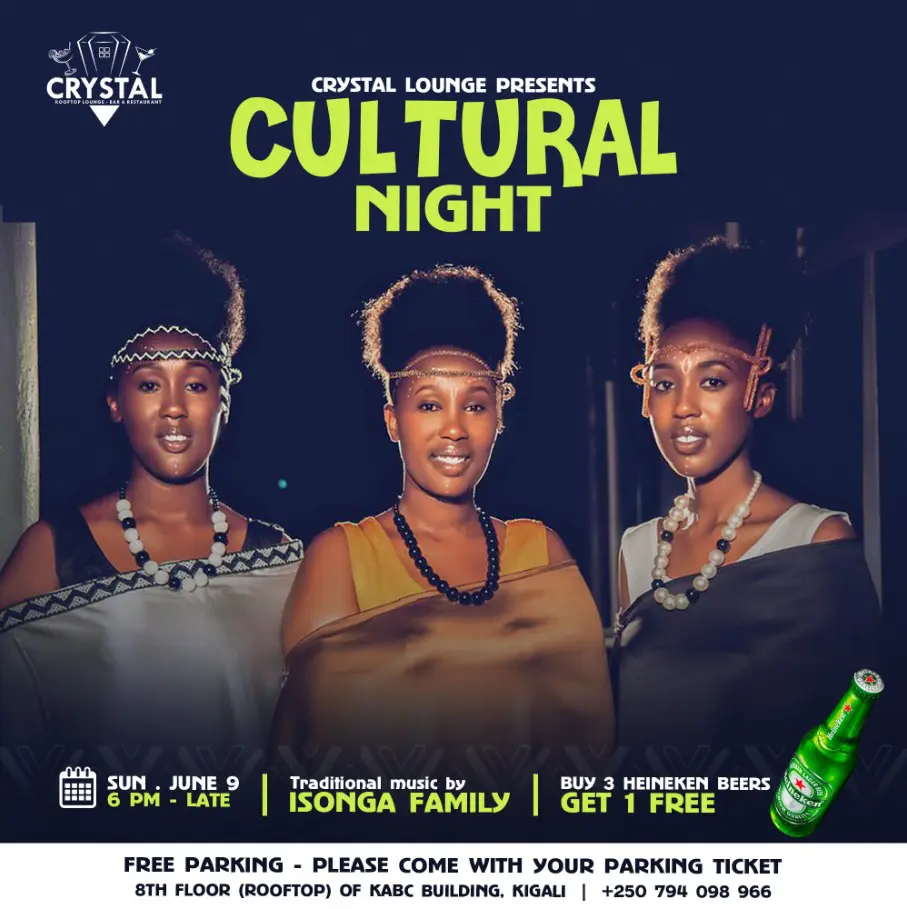 CRYSTAL
ROOFTOP LOUNGE - BAR & RESTAURANT
CRYSTAL LOUNGE PRESENTS
CULTURAL
NIGHT
SUN . JUNE 9
6 PM - LATE
Traditional music by
ISONGA FAMILY
BUY 3 HEINEKEN BEERS
GET 1 FREE
Heineken
Heineken
FREE PARKING - PLEASE COME WITH YOUR PARKING TICKET
8TH FLOOR (ROOFTOP) OF KABC BUILDING, KIGALI | +250 794 098 966